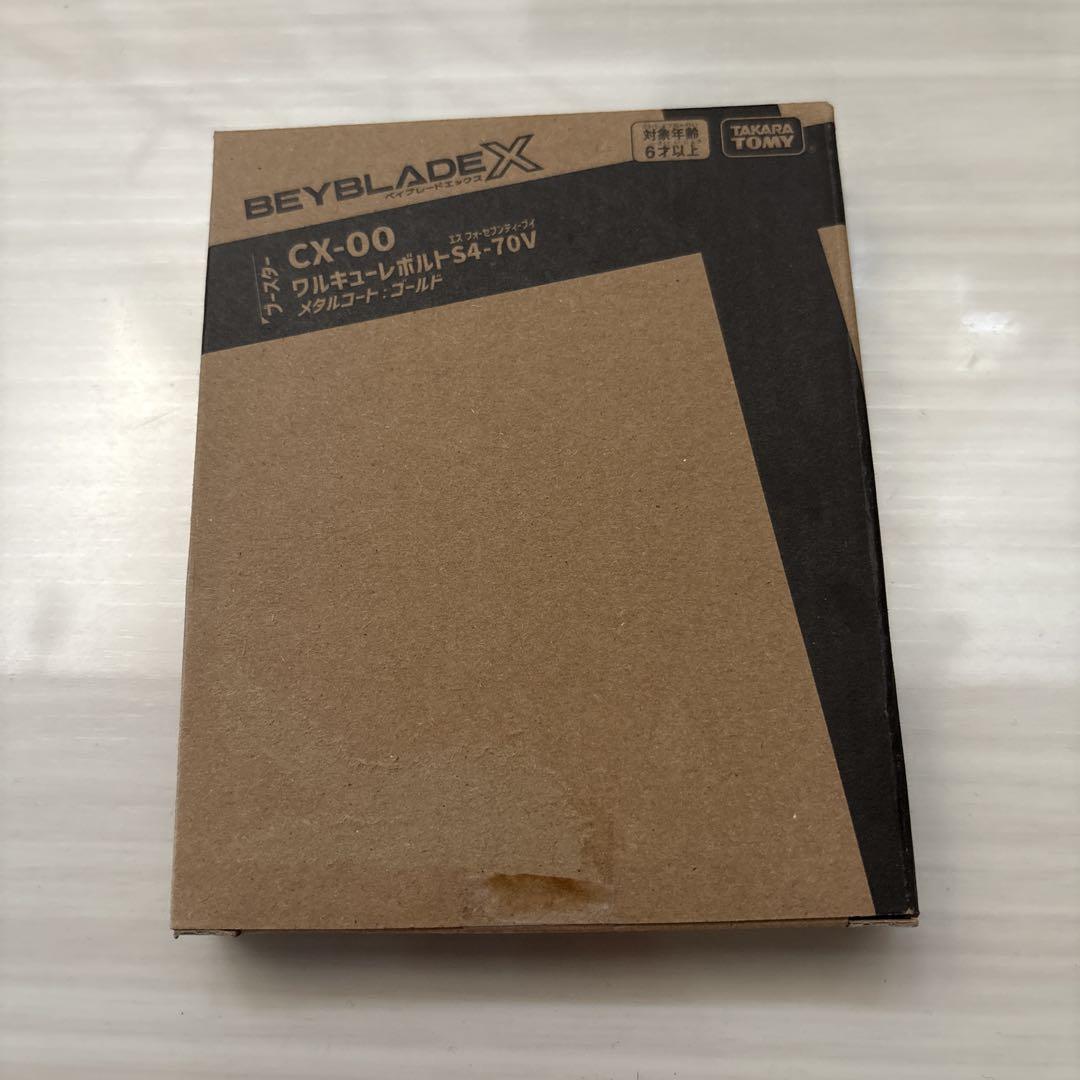 BEYBLADE X
ベイブレードエックス
対象年齢
6才以上
TAKARA
TOMY
ブースター
CX-00
エス フォーセブンティーブイ
ワルキューレボルトS4-70V
メタルコート:ゴールド